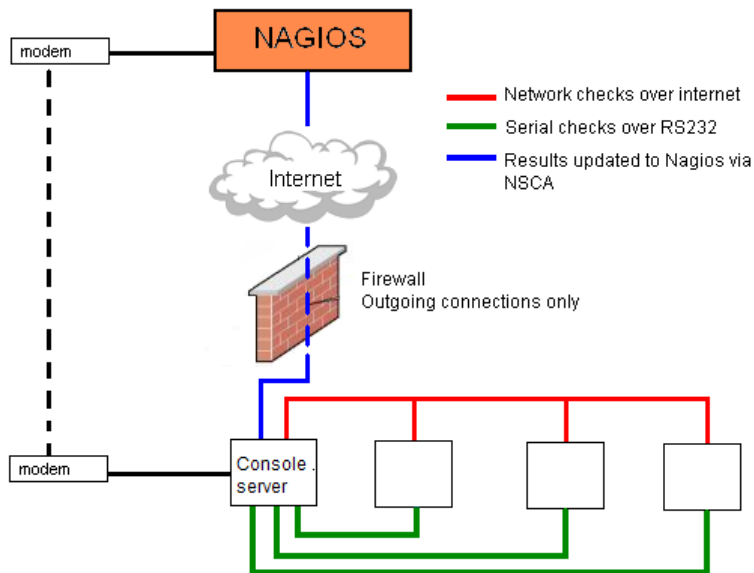 NAGIOS
modem
Network checks over internet
Serial checks over RS232
Results updated to Nagios via
NSCA
Internet
Firewall
Outgoing connections only
modem
Console .
server